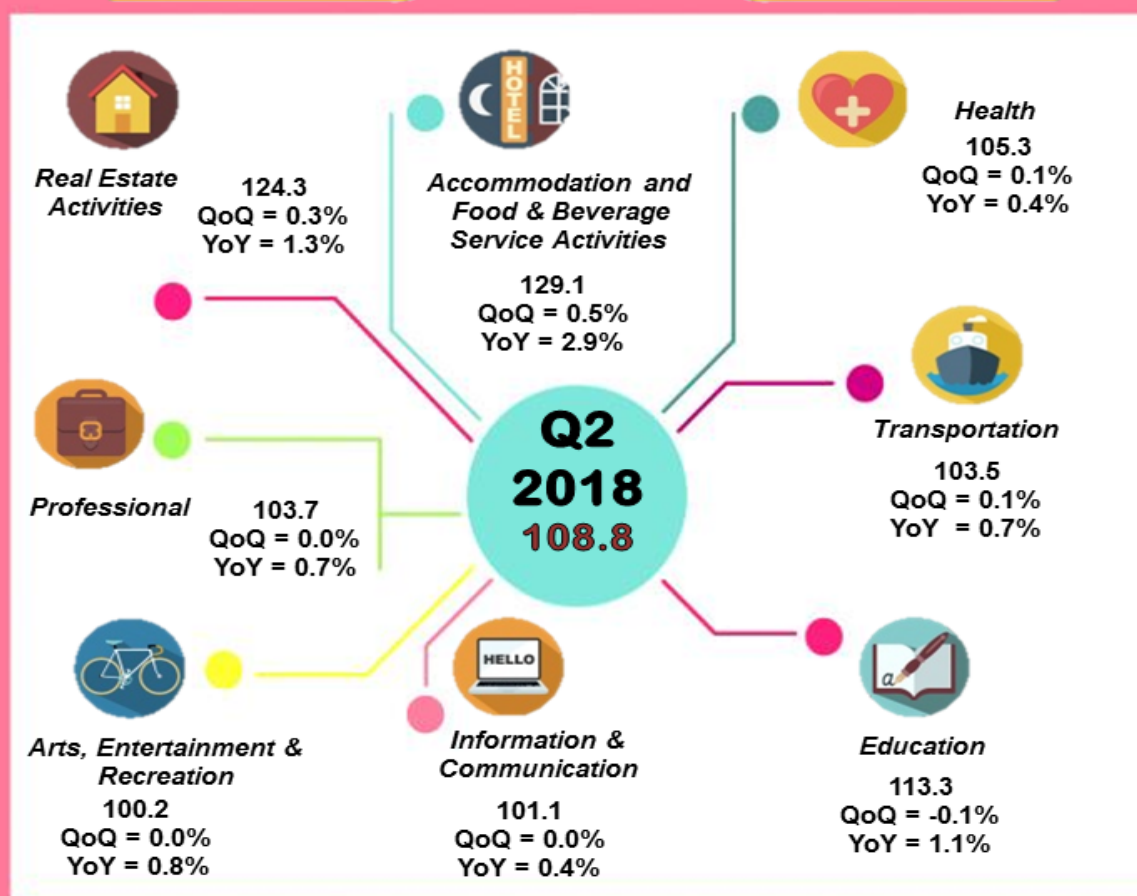 HOTEL
Real Estate
Activities
124.3
QoQ = 0.3%
YoY = 1.3%
Accommodation and
Food & Beverage
Service Activities
129.1
QoQ = 0.5%
YoY = 2.9%
Health
105.3
QoQ = 0.1%
YoY = 0.4%
Transportation
103.5
QoQ = 0.1%
YoY = 0.7%
Q2
2018
108.8
Professional
103.7
QoQ = 0.0%
YoY = 0.7%
Arts, Entertainment &
Recreation
100.2
QoQ = 0.0%
YoY = 0.8%
HELLO
Information &
Communication
101.1
QoQ = 0.0%
YoY = 0.4%
a
Education
113.3
QoQ = -0.1%
YoY = 1.1%